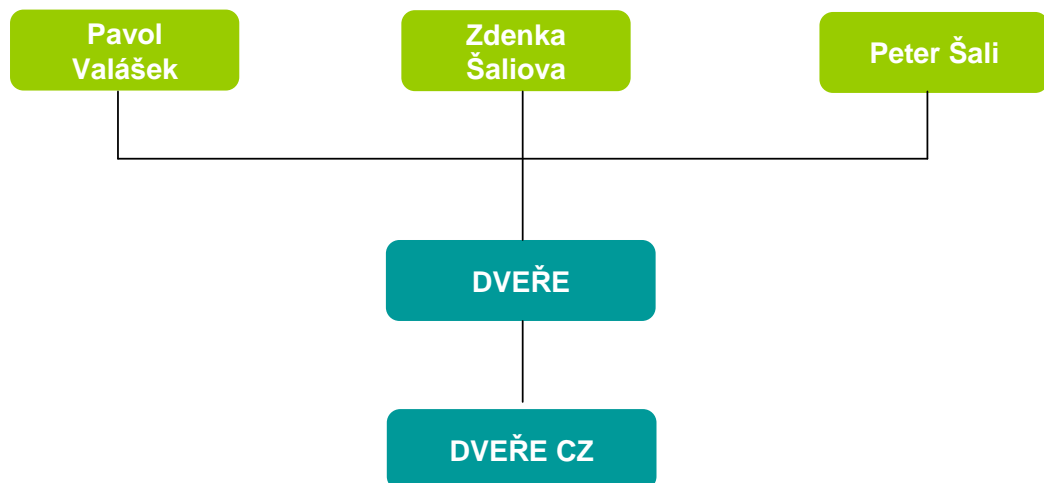 Pavol
Valášek
Zdenka
Šaliova
Peter Šali
DVEŘE
DVEŘE CZ